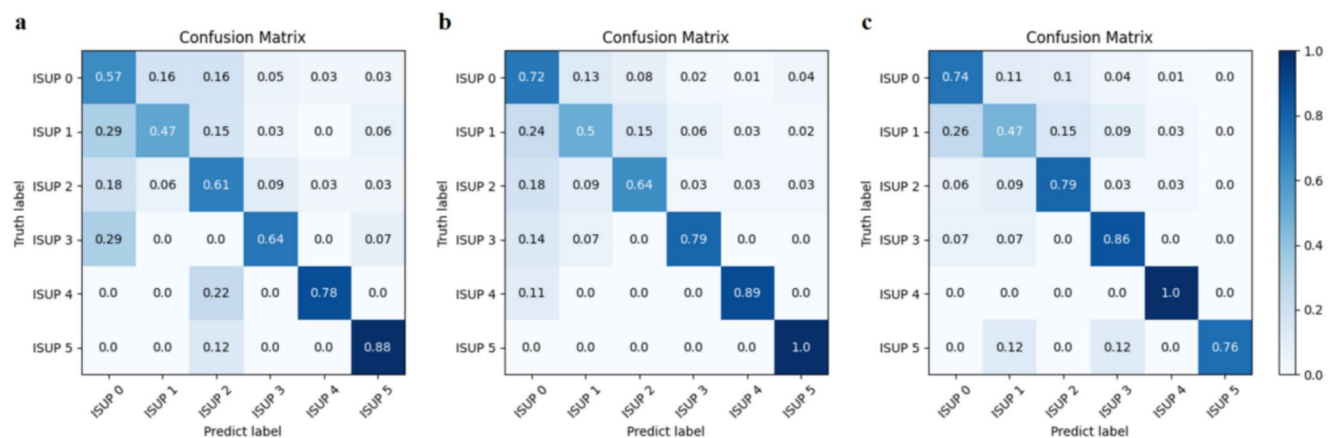 a
Confusion Matrix
Truth label
ISUP 0 0.57 0.16 0.16 0.05 0.03 0.03
ISUP 1 0.29 0.47 0.15 0.03 0.0 0.06
ISUP 2 0.18 0.06 0.61 0.09 0.03 0.03
ISUP 3 0.29 0.0 0.0 0.64 0.0 0.07
ISUP 4 0.0 0.0 0.22 0.0 0.78 0.0
ISUP 5 0.0 0.0 0.12 0.0 0.0 0.88
ISUP 0 ISUP 1 ISUP 2 ISUP 3 ISUP 4 ISUP 5
Predict label
b
Confusion Matrix
Truth label
ISUP 0 0.72 0.13 0.08 0.02 0.01 0.04
ISUP 1 0.24 0.5 0.15 0.06 0.03 0.02
ISUP 2 0.18 0.09 0.64 0.03 0.03 0.03
ISUP 3 0.14 0.07 0.0 0.79 0.0 0.0
ISUP 4 0.11 0.0 0.0 0.0 0.89 0.0
ISUP 5 0.0 0.0 0.0 0.0 0.0 1.0
ISUP 0 ISUP 1 ISUP 2 ISUP 3 ISUP 4 ISUP 5
Predict label
c
Confusion Matrix
Truth label
ISUP 0 0.74 0.11 0.1 0.04 0.01 0.0
ISUP 1 0.26 0.47 0.15 0.09 0.03 0.0
ISUP 2 0.06 0.09 0.79 0.03 0.03 0.0
ISUP 3 0.07 0.07 0.0 0.86 0.0 0.0
ISUP 4 0.0 0.0 0.0 0.0 1.0 0.0
ISUP 5 0.0 0.12 0.0 0.12 0.0 0.76
ISUP 0 ISUP 1 ISUP 2 ISUP 3 ISUP 4 ISUP 5
Predict label
1.0
0.8
0.6
0.4
0.2
0.0